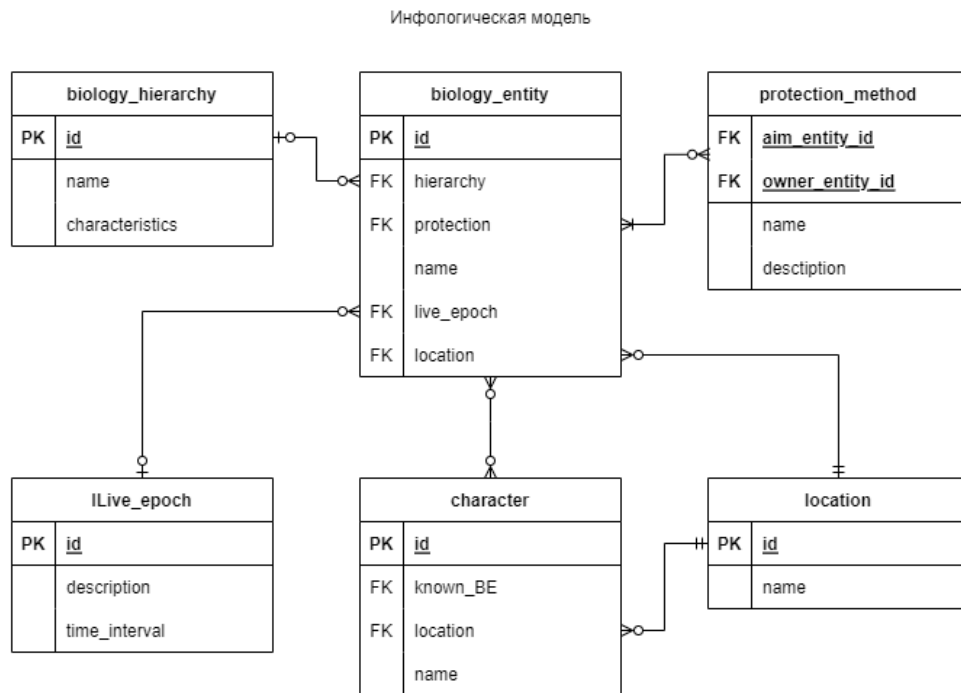 Инфологическая модель
biology_hierarchy
PK id
name
characteristics
biology_entity
PK id
FK hierarchy
FK protection
name
FK live_epoch
FK location
protection_method
FK aim_entity_id
FK owner_entity_id
name
desctiption
ILive_epoch
PK id
description
time_interval
character
PK id
FK known_BE
FK location
name
location
PK id
name